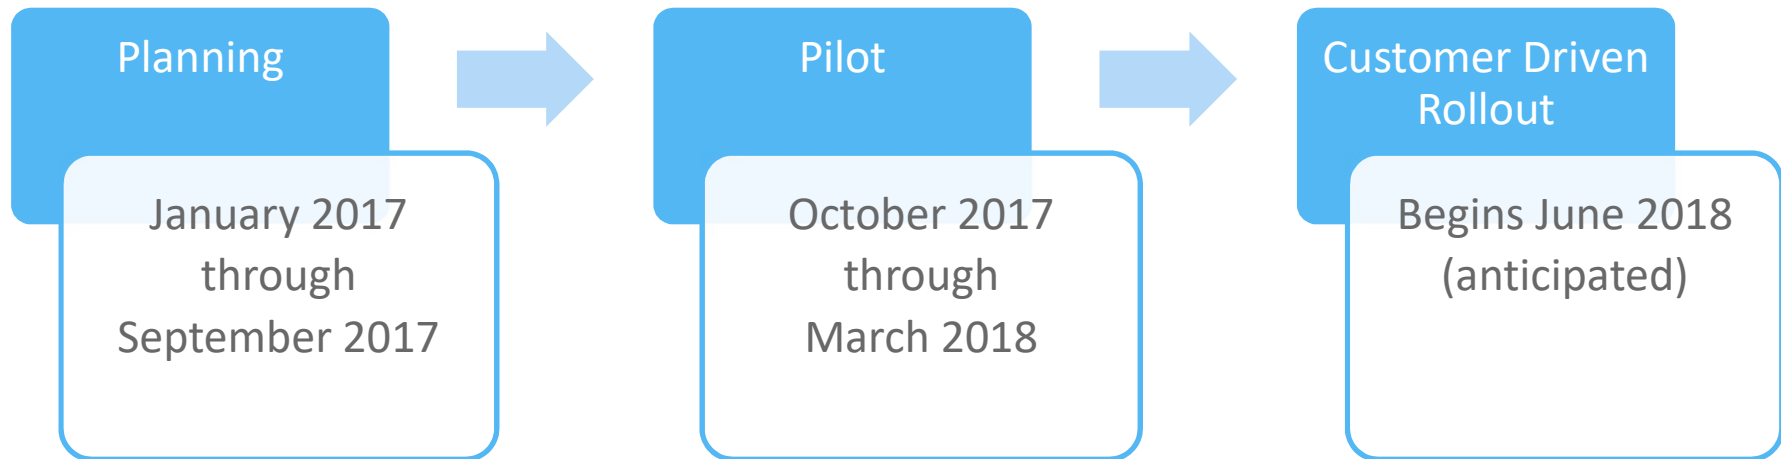 Planning
January 2017
through
September 2017
Pilot
October 2017
through
March 2018
Customer Driven
Rollout
Begins June 2018
(anticipated)